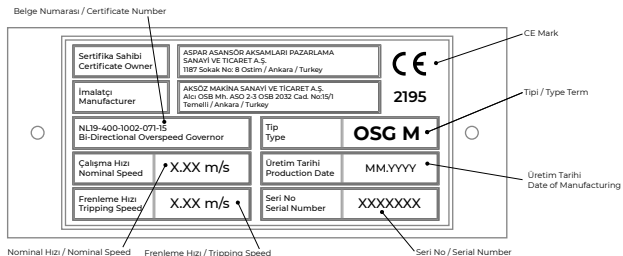 Belge Numarası / Certificate Number
CE Mark
Sertifika Sahibi
Certificate Owner
ASPAR ASANSÖR AKSAMLARI PAZARLAMA
SANAYİ VE TİCARET A.Ş.
1187 Sokak No: 8 Ostim / Ankara / Turkey
CE
İmalatçı
Manufacturer
AKSÖZ MAKİNA SANAYİ VE TİCARET A.Ş.
Alcı OSB Mh. ASO 2-3 OSB 2032 Cad. No:15/1
Temelli / Ankara / Turkey
2195
Tipi / Type Term
NL19-400-1002-071-15
Bi-Directional Overspeed Governor
Tip
Type
OSG M
Çalışma Hızı
Nominal Speed
X.XX m/s
Üretim Tarihi
Production Date
MM.YYYY
Üretim Tarihi
Date of Manufacturing
Frenleme Hızı
Tripping Speed
X.XX m/s
Seri No
Serial Number
XXXXXXX
Nominal Hızı / Nominal Speed
Frenleme Hızı / Tripping Speed
Seri No / Serial Number